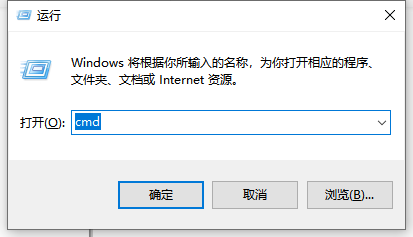 运行
Windows 将根据你所输入的名称，为你打开相应的程序、
文件夹、文档或 Internet 资源。
打开(O): cmd
确定 取消 浏览(B)...